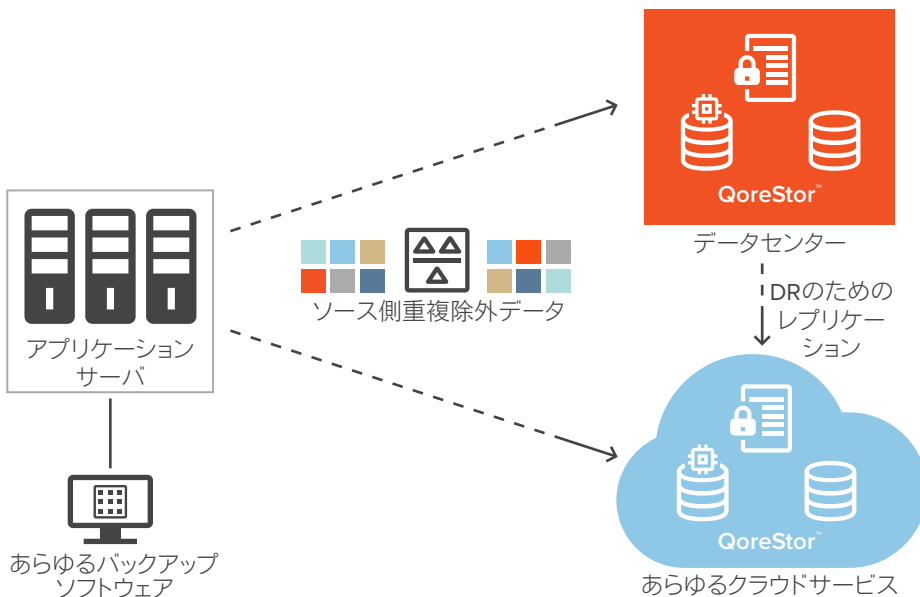 QoreStor™
データセンター
DRのための
レプリケー
ション
ソース側重複除外データ
アプリケーション
サーバ
あらゆるバックアップ
ソフトウェア
QoreStor™
あらゆるクラウドサービス